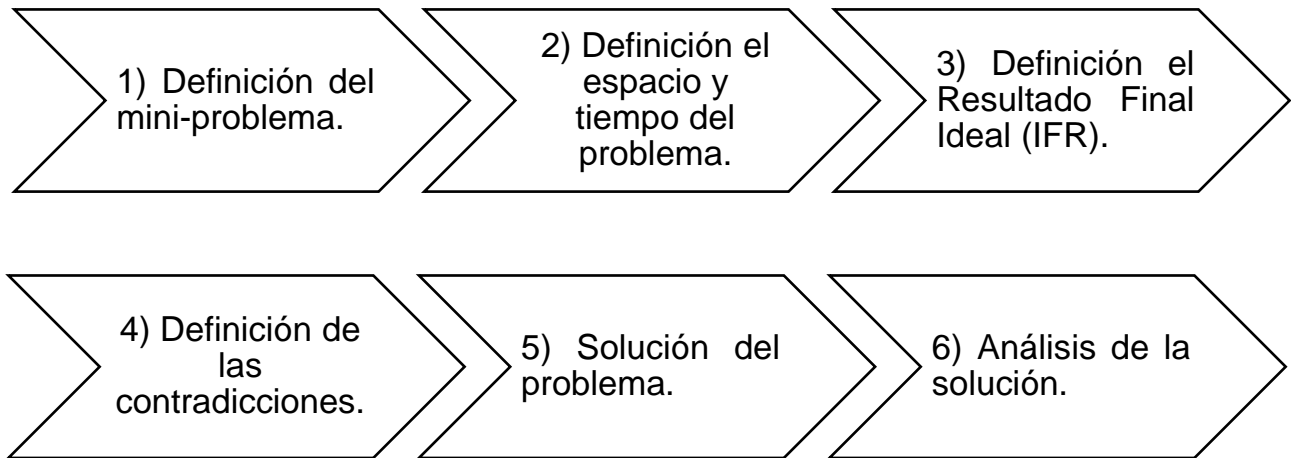 1) Definición del
mini-problema.
2) Definición el
espacio y
tiempo del
problema.
3) Definición el
Resultado Final
Ideal (IFR).
4) Definición de
las
contradicciones.
5) Solución del
problema.
6) Análisis de la
solución.